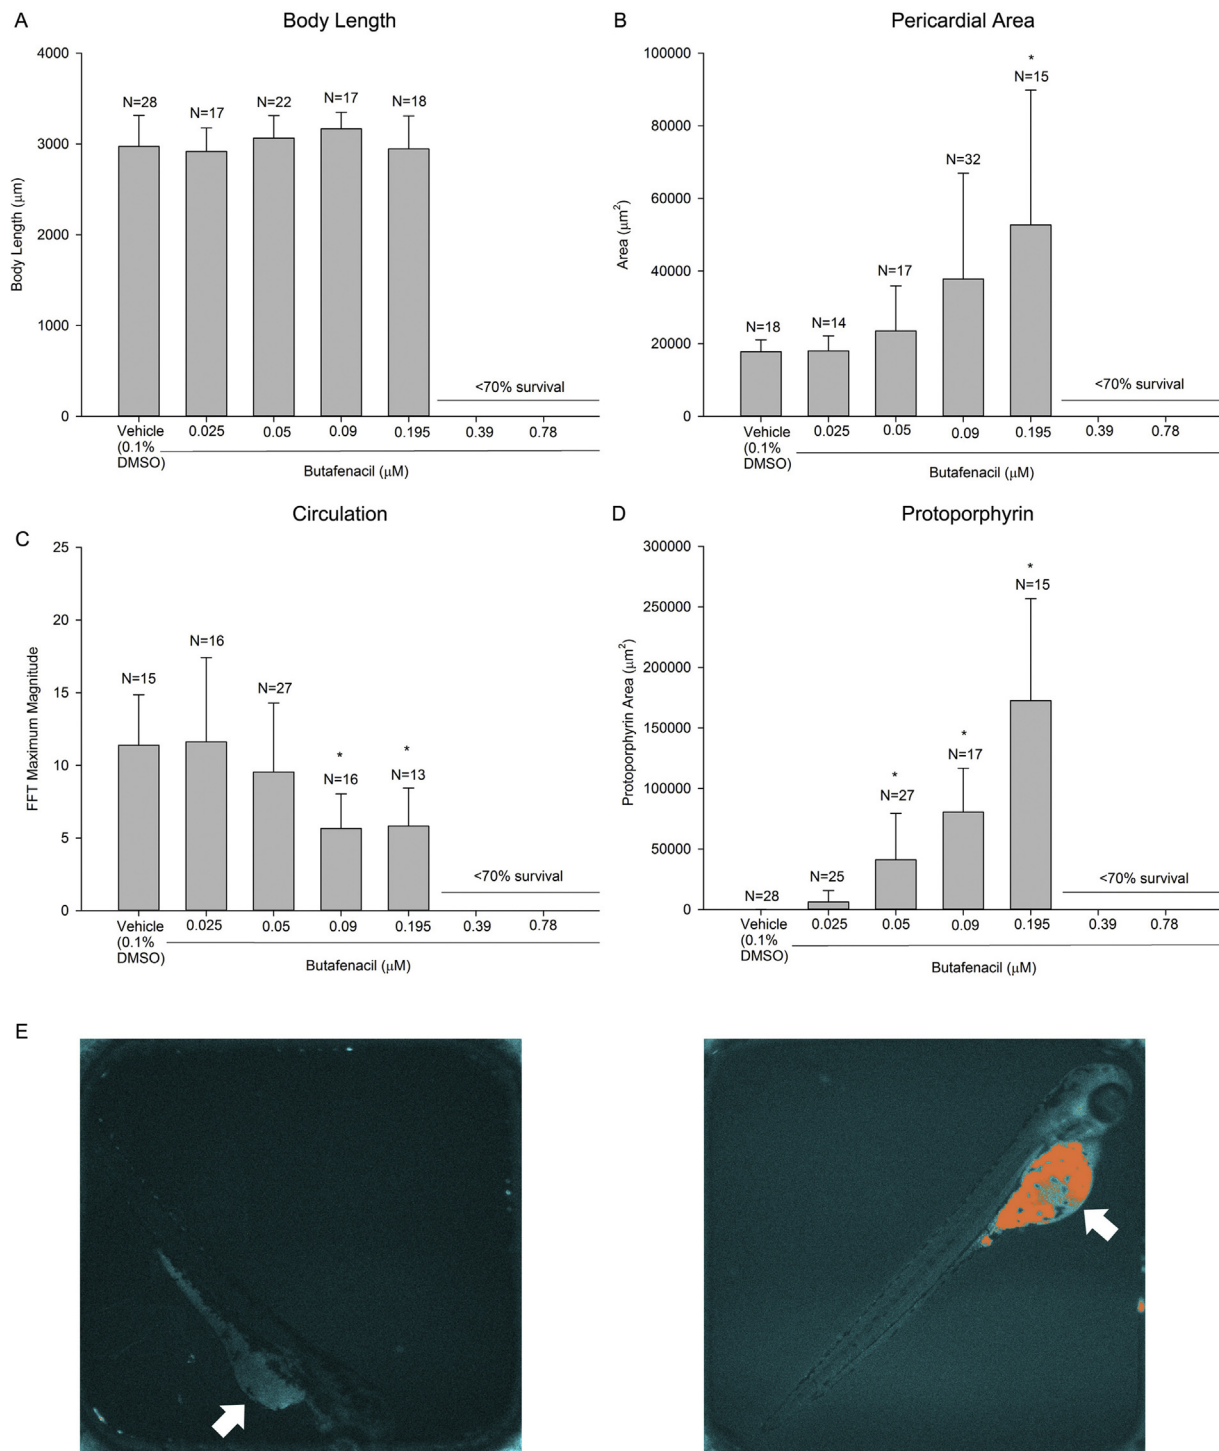 A
Body Length
4000
3000
2000
1000
0
Body Length (μm)
N=28
N=17
N=22
N=17
N=18
<70% survival
Vehicle
(0.1%
DMSO)
0.025
0.05
0.09
0.195
0.39
0.78
Butafenacil (μM)
B
Pericardial Area
100000
80000
60000
40000
20000
0
Area (μm²)
N=18
N=14
N=17
N=32
*
N=15
<70% survival
Vehicle
(0.1%
DMSO)
0.025
0.05
0.09
0.195
0.39
0.78
Butafenacil (μM)
C
Circulation
25
20
15
10
5
0
FFT Maximum Magnitude
N=15
N=16
N=27
*
N=16
*
N=13
<70% survival
Vehicle
(0.1%
DMSO)
0.025
0.05
0.09
0.195
0.39
0.78
Butafenacil (μM)
D
Protoporphyrin
300000
250000
200000
150000
100000
50000
0
Protoporphyrin Area (μm²)
N=28
N=25
*
N=27
*
N=17
*
N=15
<70% survival
Vehicle
(0.1%
DMSO)
0.025
0.05
0.09
0.195
0.39
0.78
Butafenacil (μM)
E